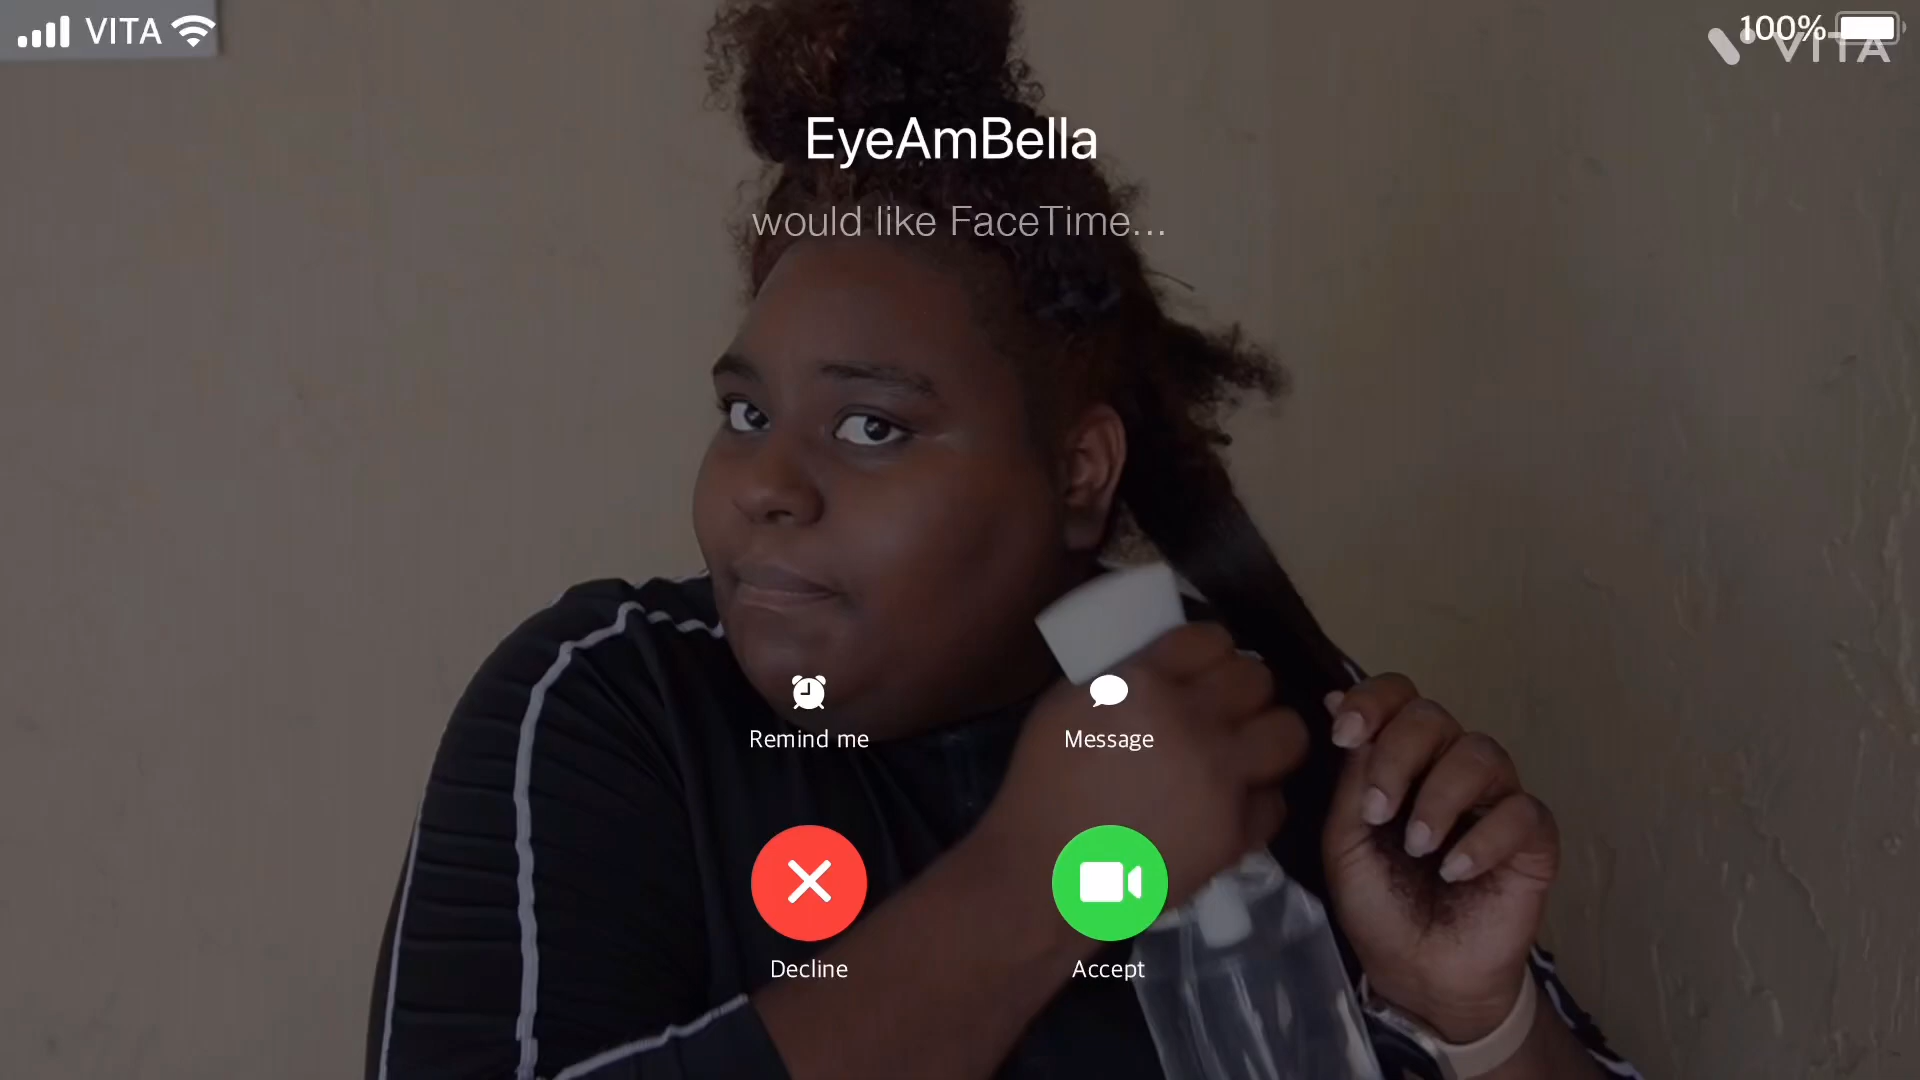 VITA
100%
VITA
EyeAmBella
would like FaceTime...
Remind me
Message
Decline
Accept